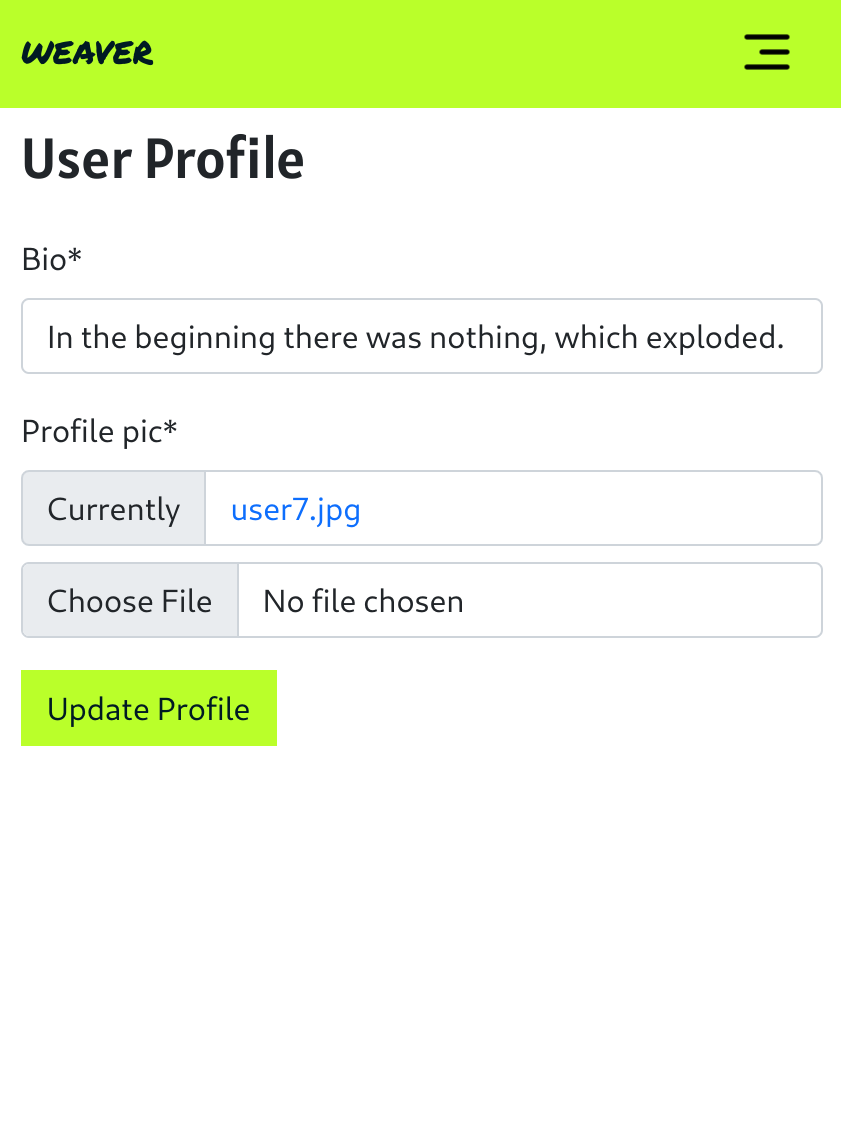 WEAVER
User Profile
Bio*
In the beginning there was nothing, which exploded.
Profile pic*
Currently user7.jpg
Choose File No file chosen
Update Profile